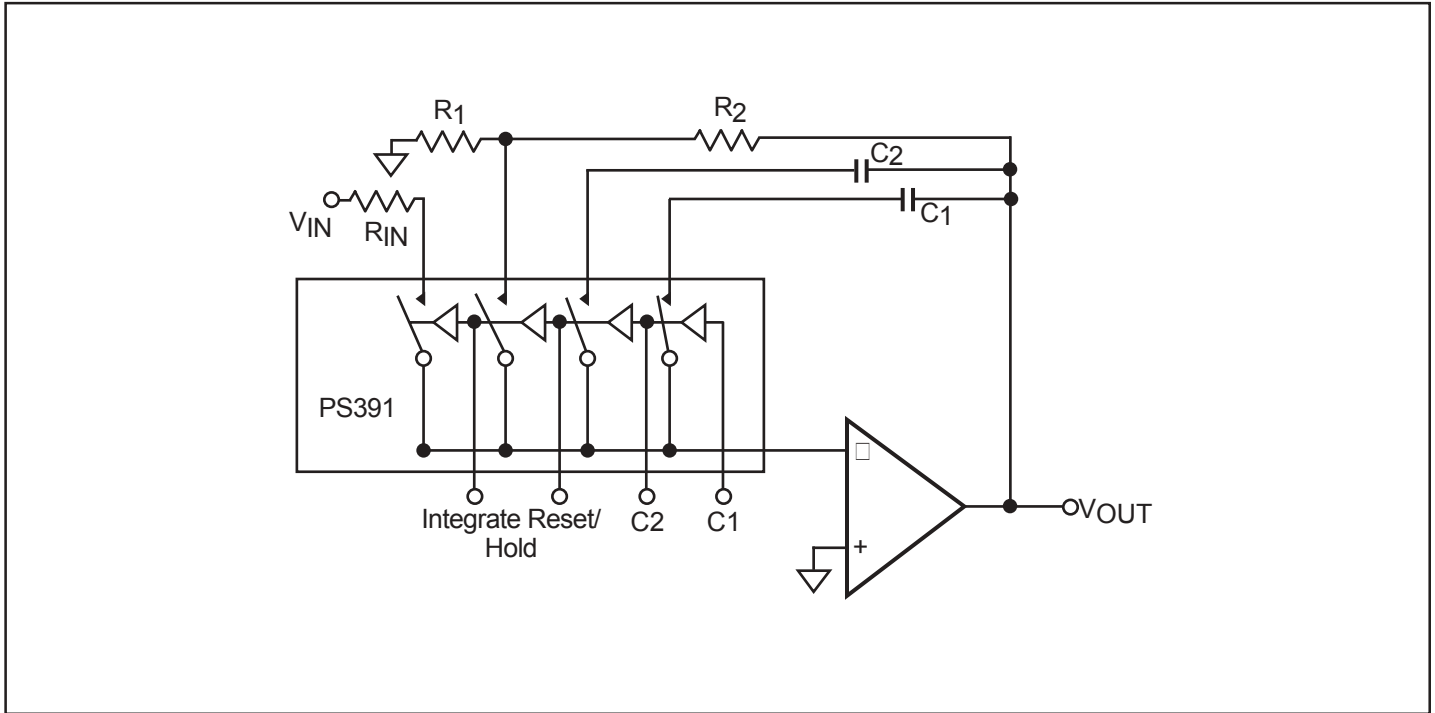 R1
R2
C2
C1
VIN
RIN
PS391
Integrate Reset/
Hold
C2
C1
+
VOUT